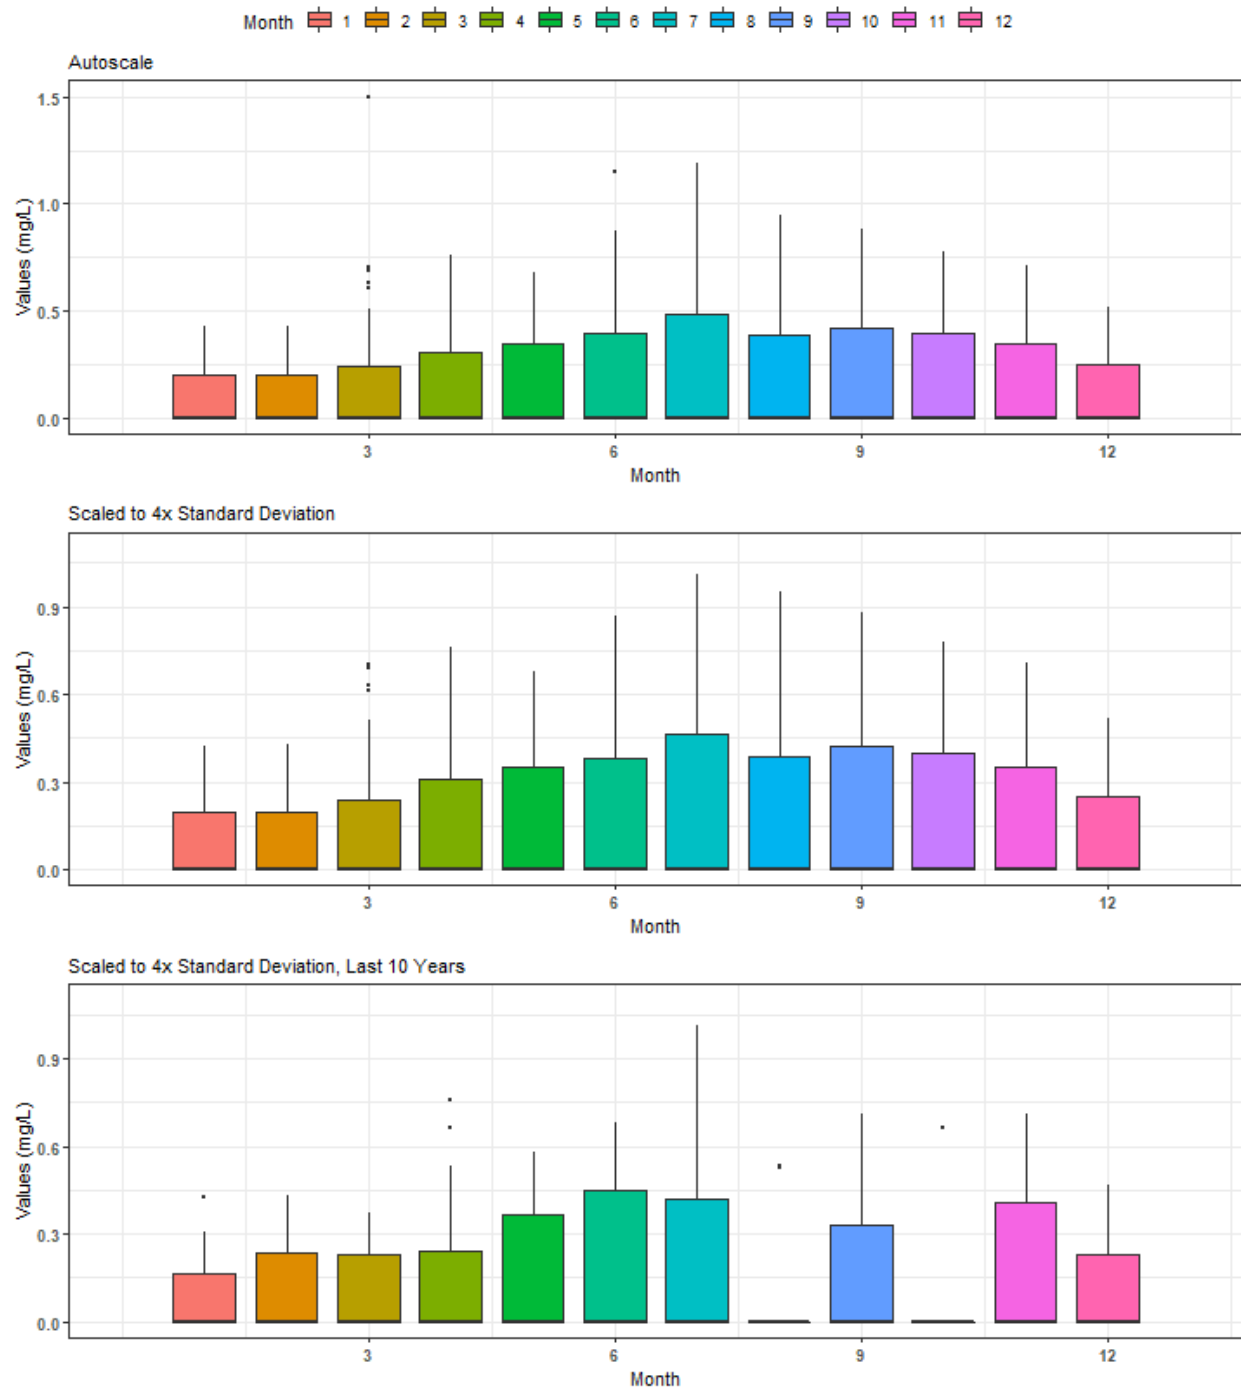 Month 1 2 3 4 5 6 7 8 9 10 11 12
Autoscale
Values (mg/L)
1.5
1.0
0.5
0.0
3 6 9 12
Month
Scaled to 4x Standard Deviation
Values (mg/L)
0.9
0.6
0.3
0.0
3 6 9 12
Month
Scaled to 4x Standard Deviation, Last 10 Years
Values (mg/L)
0.9
0.6
0.3
0.0
3 6 9 12
Month